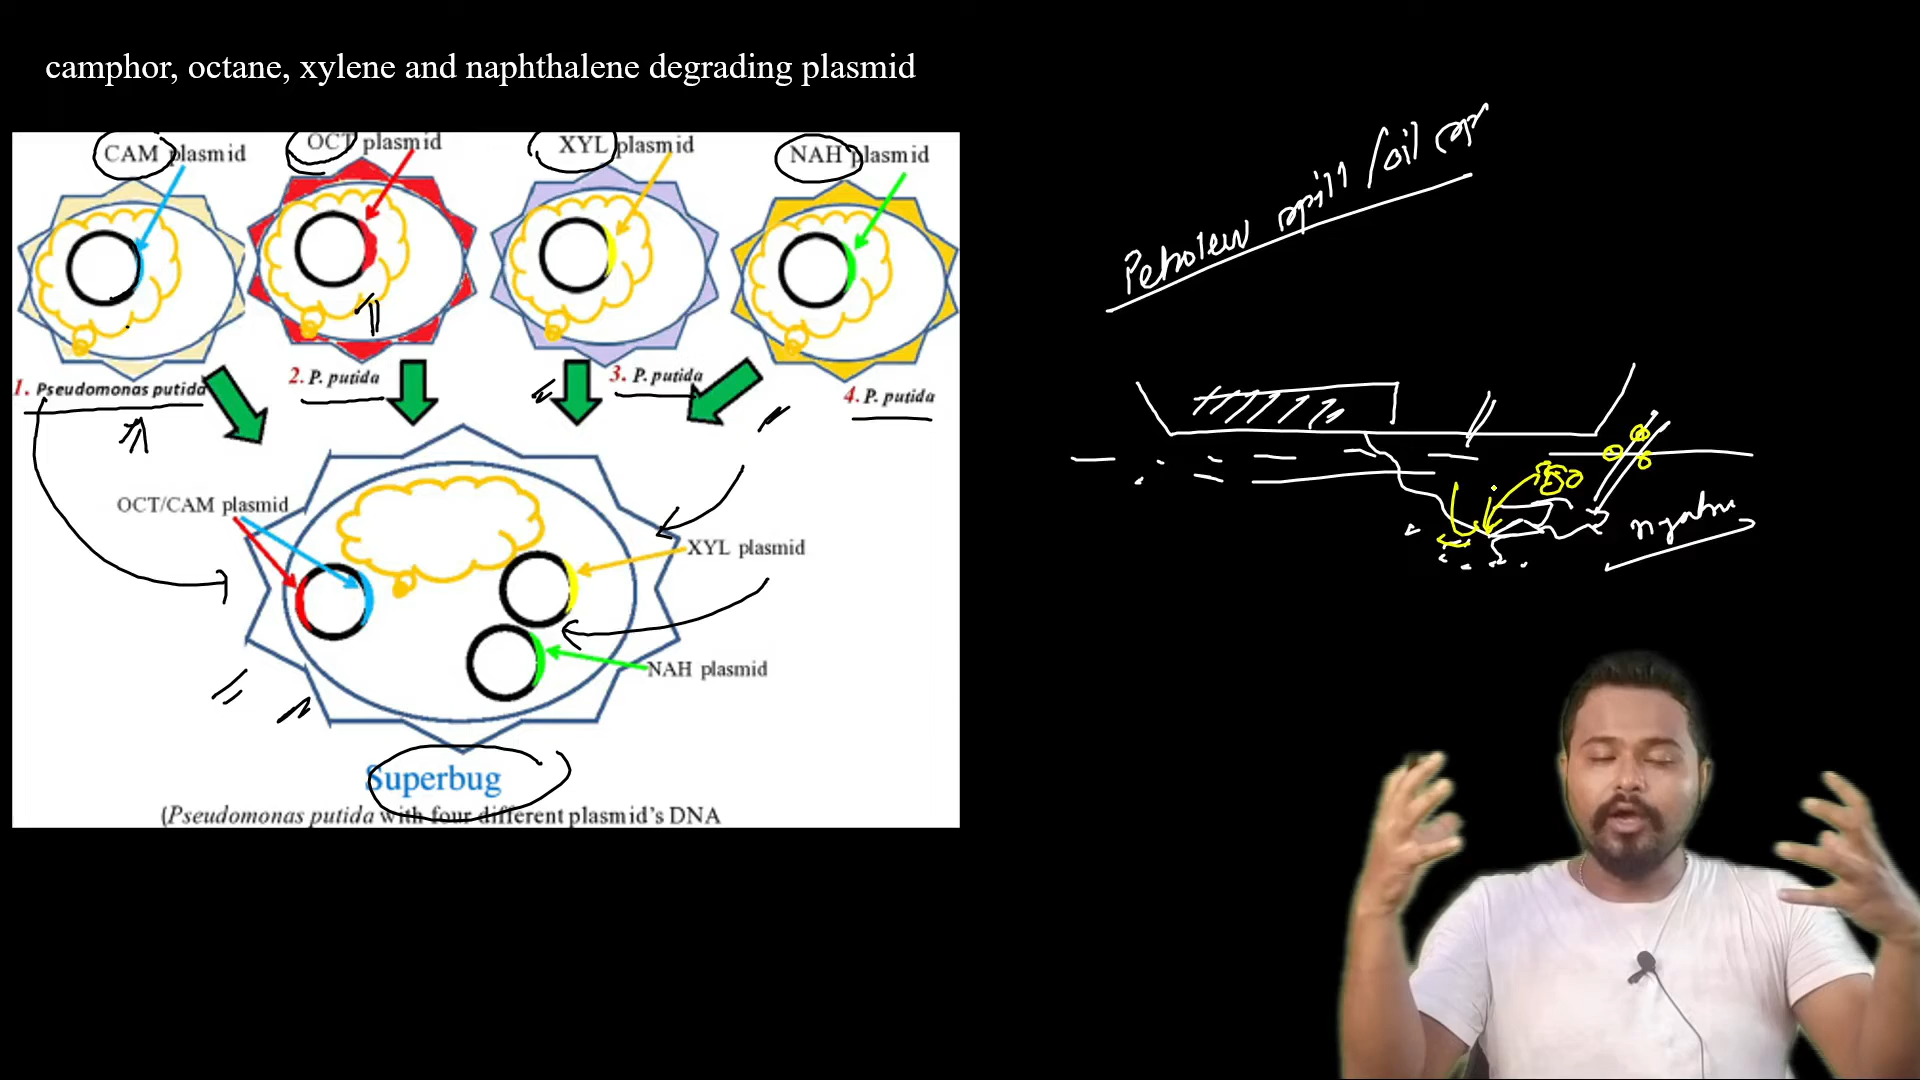 camphor, octane, xylene and naphthalene degrading plasmid
CAM plasmid
OCT plasmid
XYL plasmid
NAH plasmid
1. Pseudomonas putida
2. P. putida
3. P. putida
4. P. putida
OCT/CAM plasmid
XYL plasmid
NAH plasmid
Superbug
(Pseudomonas putida with four different plasmid's DNA
spill / oil